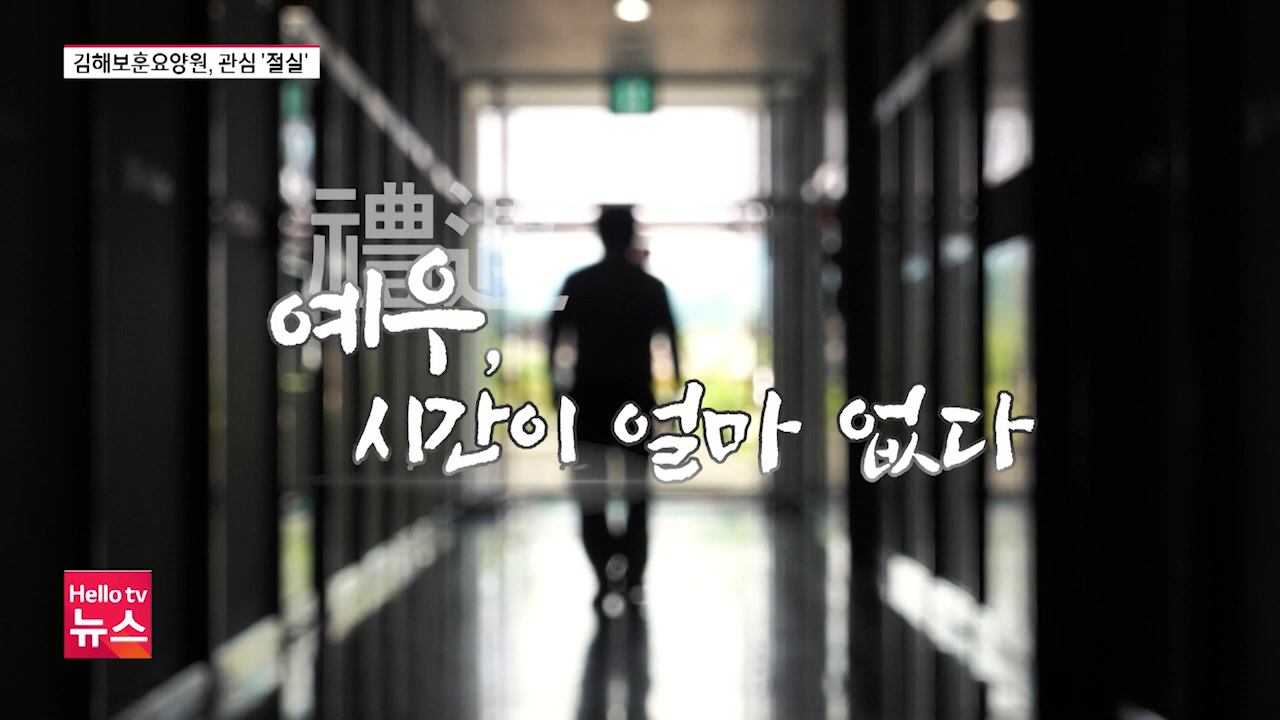 김해보훈요양원, 관심 '절실'
禮遇
예우,
시간이 얼마 없다
Hello tv
뉴스